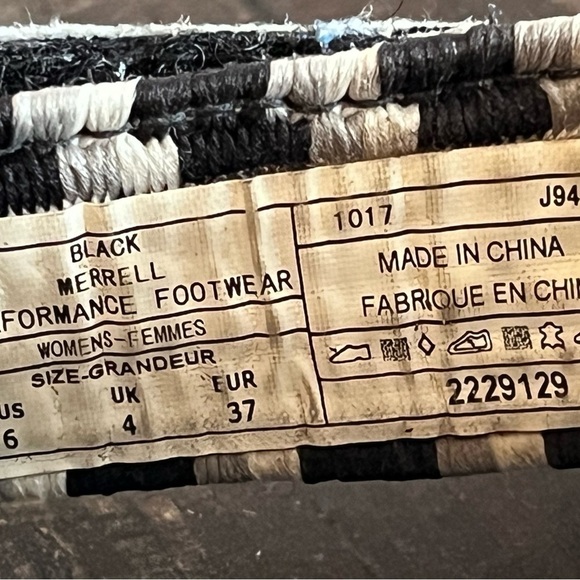 BLACK
MERRELL
FORMANCE FOOTWEAR
WOMENS-FEMMES
SIZE-GRANDEUR
US UK EUR
6 4 37
1017 J94
MADE IN CHINA
FABRIQUE EN CHIN
2229129